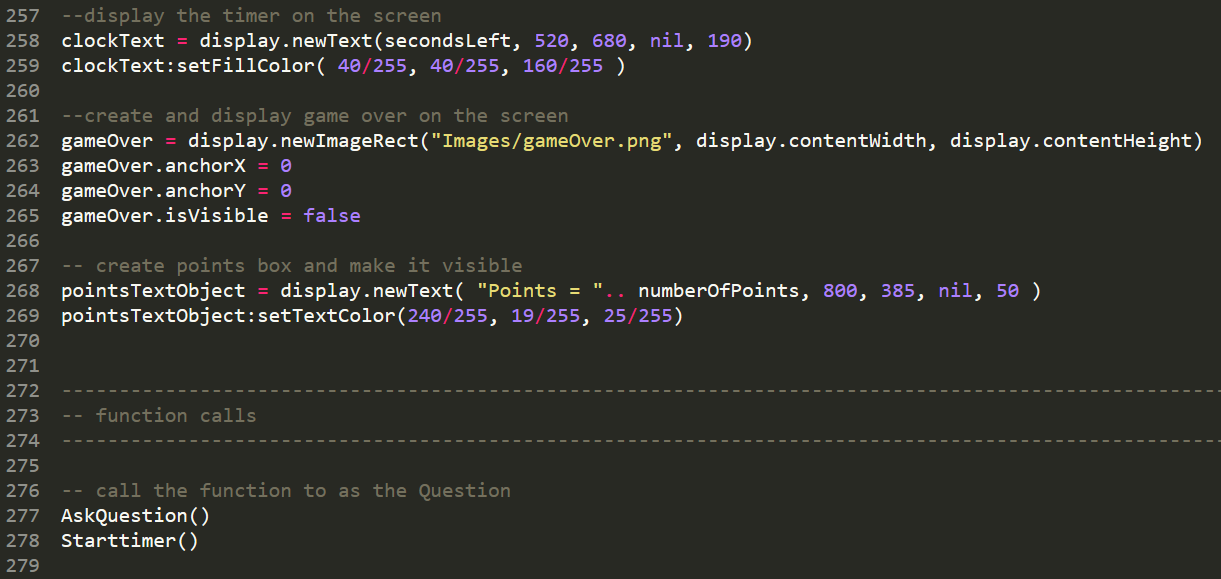 257 --display the timer on the screen
258 clockText = display.newText(secondsLeft, 520, 680, nil, 190)
259 clockText:setFillColor( 40/255, 40/255, 160/255 )
260
261 --create and display game over on the screen
262 gameOver = display.newImageRect("Images/gameOver.png", display.contentWidth, display.contentHeight)
263 gameOver.anchorX = 0
264 gameOver.anchorY = 0
265 gameOver.isVisible = false
266
267 -- create points box and make it visible
268 pointsTextObject = display.newText( "Points = ".. numberOfPoints, 800, 385, nil, 50 )
269 pointsTextObject:setTextColor(240/255, 19/255, 25/255)
270
271
272 ----------------------------------------------------------------------------------------------------
273 -- function calls
274 ----------------------------------------------------------------------------------------------------
275
276 -- call the function to as the Question
277 AskQuestion()
278 Starttimer()
279